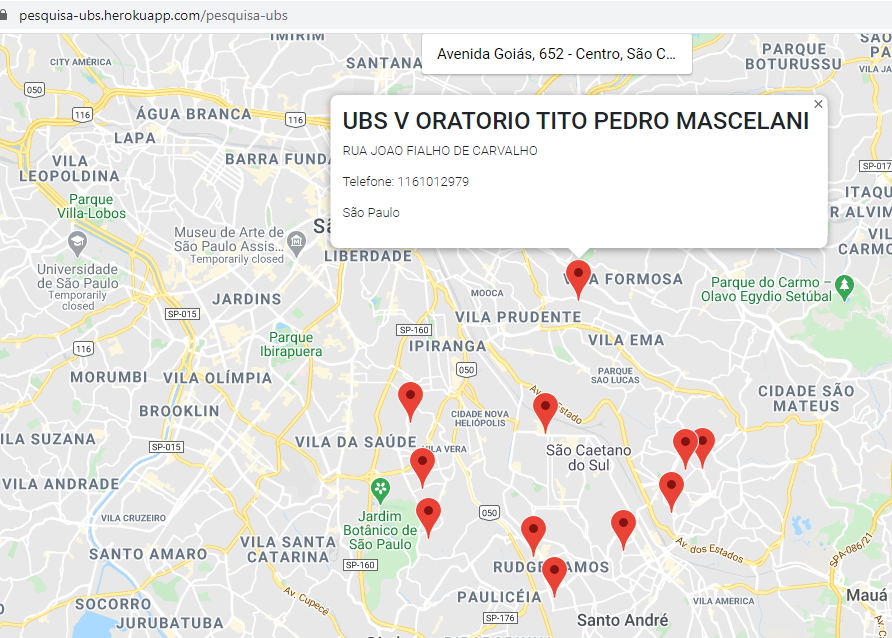 pesquisa-ubs.herokuapp.com/pesquisa-ubs
IMIRIM
CITY AMÉRICA
SANTANA
Avenida Goiás, 652 - Centro, São C...
PARQUE
BOTURUSSU
050
116
ÁGUA BRANCA
116
LAPA
UBS V ORATORIO TITO PEDRO MASCELANI
RUA JOAO FIALHO DE CARVALHO
Telefone: 1161012979
São Paulo
VILA
LEOPOLDINA
BARRA FUNDA
SP-017
Parque
Villa-Lobos
Museu de Arte de
São Paulo Assis...
Temporarily closed
LIBERDADE
Universidade
de São Paulo
Temporarily
closed
JARDINS
MOOCA
VILA FORMOSA
Parque do Carmo –
Olavo Egydio Setúbal
SP-015
VILA PRUDENTE
SP-160
IPIRANGA
VILA EMA
Parque
Ibirapuera
116
050
PARQUE
SAO LUCAS
MORUMBI
VILA OLÍMPIA
CIDADE SÃO
MATEUS
BROOKLIN
CIDADE NOVA
HELIÓPOLIS
Av. do Estado
SP-015
VILA DA SAÚDE
VILA VERA
São Caetano
do Sul
VILA ANDRADE
VILA CRUZEIRO
Jardim
Botânico de
São Paulo
050
SANTO AMARO
VILA SANTA
CATARINA
SP-160
RUDGE RAMOS
Av. dos Estados
SPA-086/21
SOCORRO
Av. Cupecê
PAULICÉIA
VILA AMERICA
Mauá
JURUBATUBA
SP-176
Santo André